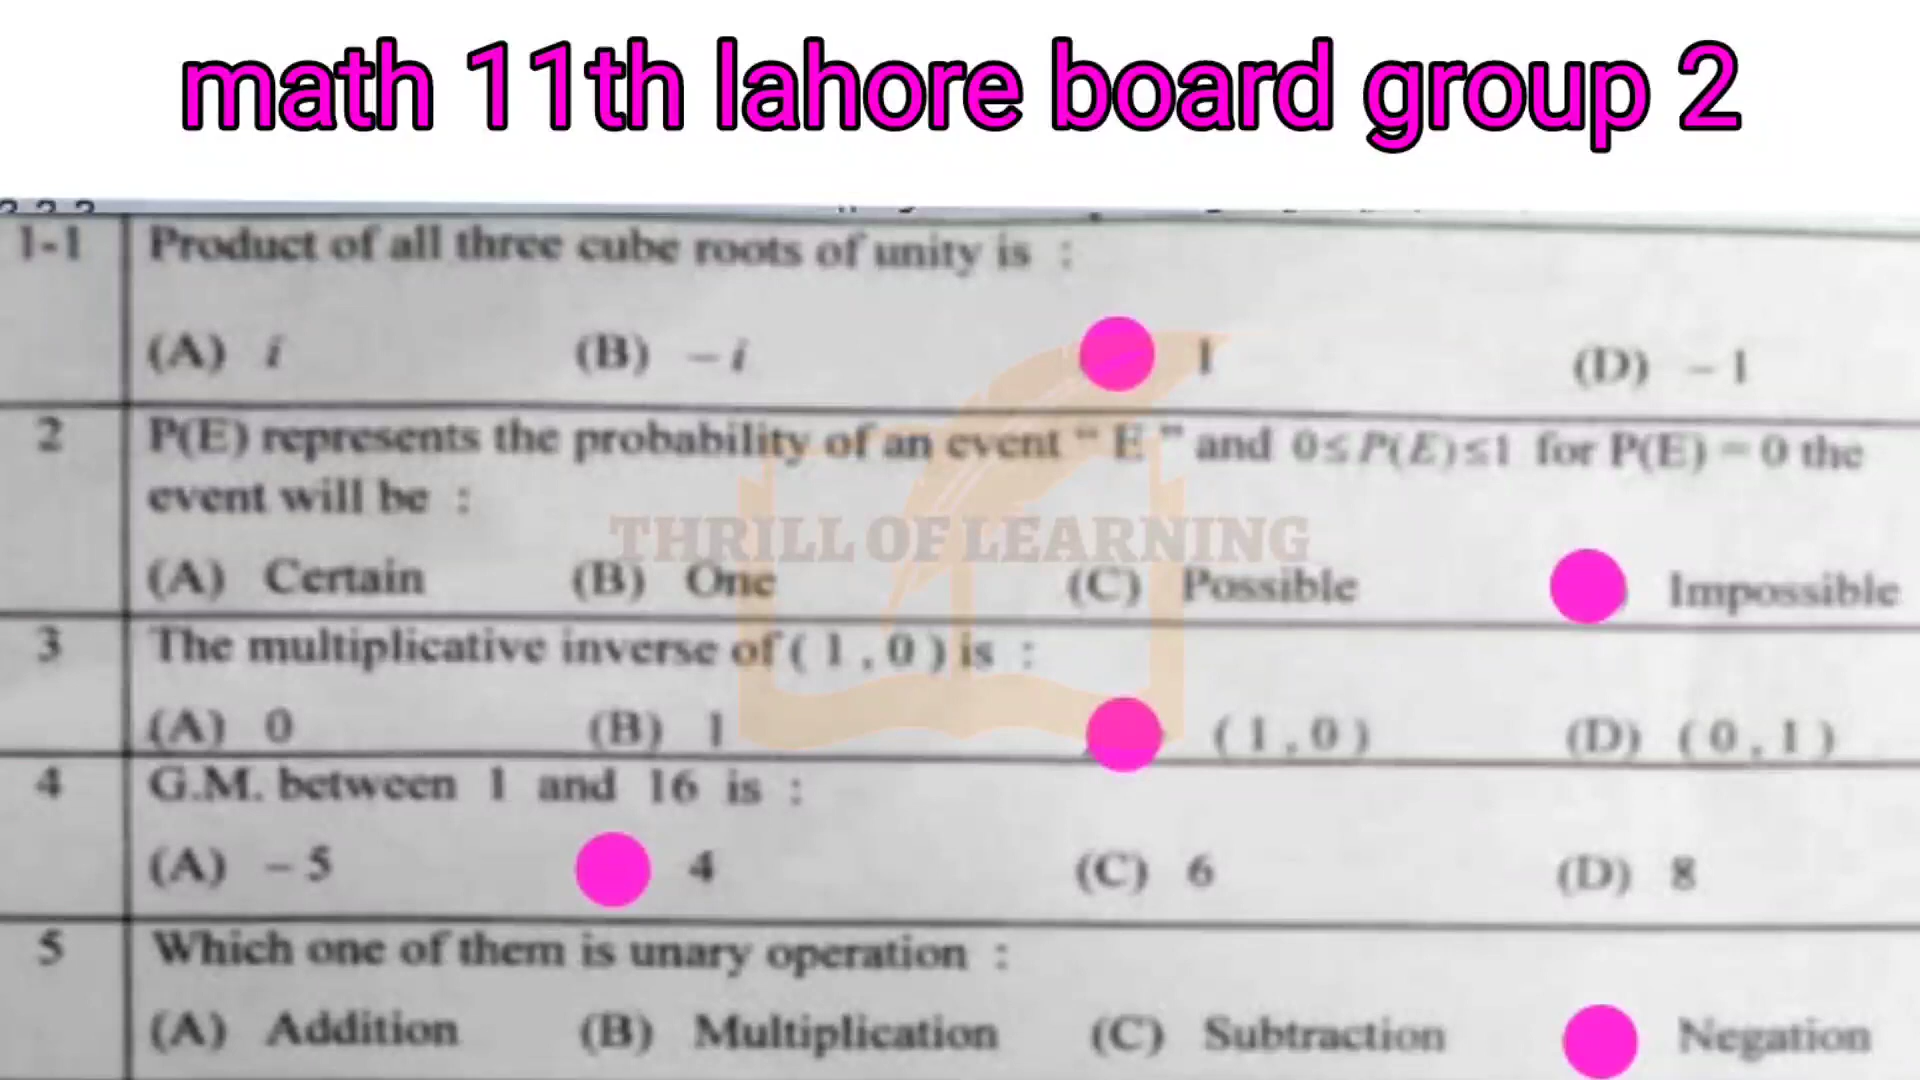 math 11th lahore board group 2
1-1 Product of all three cube roots of unity is :
(A) i (B) – i 1 (D) – 1
2 P(E) represents the probability of an event “ E ” and 0≤P(E)≤1 for P(E) = 0 the
event will be :
THRILL OF LEARNING
(A) Certain (B) One (C) Possible Impossible
3 The multiplicative inverse of ( 1 , 0 ) is :
(A) 0 (B) 1 ( 1 , 0 ) (D) ( 0 , 1 )
4 G.M. between 1 and 16 is :
(A) – 5 4 (C) 6 (D) 8
5 Which one of them is unary operation :
(A) Addition (B) Multiplication (C) Subtraction Negation